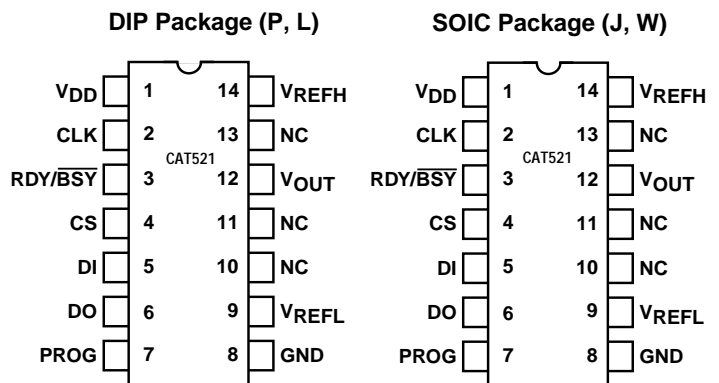 DIP Package (P, L)
VDD 1 14 VREFH
CLK 2 13 NC
CAT521
RDY/BSY 3 12 VOUT
CS 4 11 NC
DI 5 10 NC
DO 6 9 VREFL
PROG 7 8 GND
SOIC Package (J, W)
VDD 1 14 VREFH
CLK 2 13 NC
CAT521
RDY/BSY 3 12 VOUT
CS 4 11 NC
DI 5 10 NC
DO 6 9 VREFL
PROG 7 8 GND